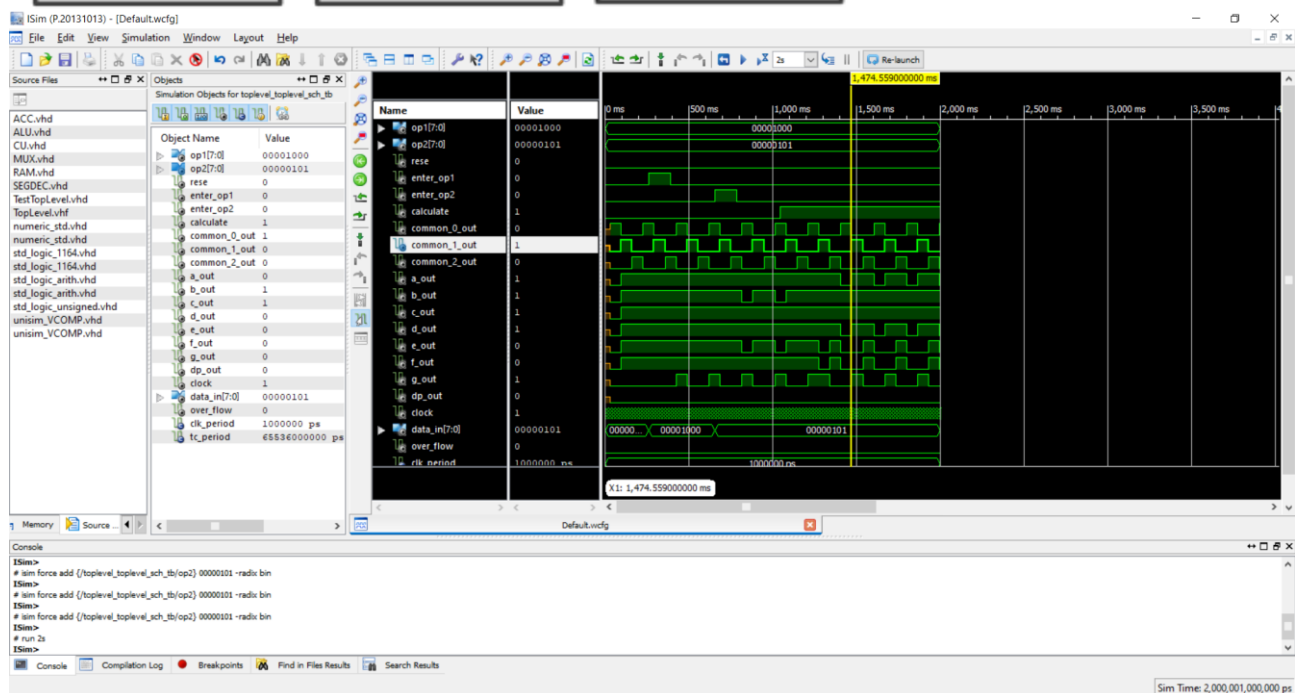 ISim (P.20131013) - [Default.wcfg]
File Edit View Simulation Window Layout Help
2s Re-launch
Source Files
ACC.vhd
ALU.vhd
CU.vhd
MUX.vhd
RAM.vhd
SEGDEC.vhd
TestTopLevel.vhd
TopLevel.vhf
numeric_std.vhd
numeric_std.vhd
std_logic_1164.vhd
std_logic_1164.vhd
std_logic_arith.vhd
std_logic_arith.vhd
std_logic_unsigned.vhd
unisim_VCOMP.vhd
unisim_VCOMP.vhd
Memory Source ...
Objects
Simulation Objects for toplevel_toplevel_sch_tb
Object Name Value
op1[7:0] 00001000
op2[7:0] 00000101
rese 0
enter_op1 0
enter_op2 0
calculate 1
common_0_out 1
common_1_out 0
common_2_out 0
a_out 0
b_out 1
c_out 1
d_out 0
e_out 0
f_out 0
g_out 0
dp_out 0
clock 1
data_in[7:0] 00000101
over_flow 0
clk_period 1000000 ps
tc_period 65536000000 ps
1,474.559000000 ms
Name Value 0 ms 500 ms 1,000 ms 1,500 ms 2,000 ms 2,500 ms 3,000 ms 3,500 ms 4
op1[7:0] 00001000 00001000
op2[7:0] 00000101 00000101
rese 0
enter_op1 0
enter_op2 0
calculate 1
common_0_out 0
common_1_out 1
common_2_out 0
a_out 1
b_out 1
c_out 1
d_out 1
e_out 0
f_out 0
g_out 1
dp_out 0
clock 1
data_in[7:0] 00000101 00000... 00001000 00000101
over_flow 0
clk_period 1000000 ps 1000000 ps
X1: 1,474.559000000 ms
Default.wcfg
Console
ISim>
# isim force add {/toplevel_toplevel_sch_tb/op2} 00000101 -radix bin
ISim>
# isim force add {/toplevel_toplevel_sch_tb/op2} 00000101 -radix bin
ISim>
# isim force add {/toplevel_toplevel_sch_tb/op2} 00000101 -radix bin
ISim>
# run 2s
ISim>
Console Compilation Log Breakpoints Find in Files Results Search Results
Sim Time: 2,000,001,000,000 ps